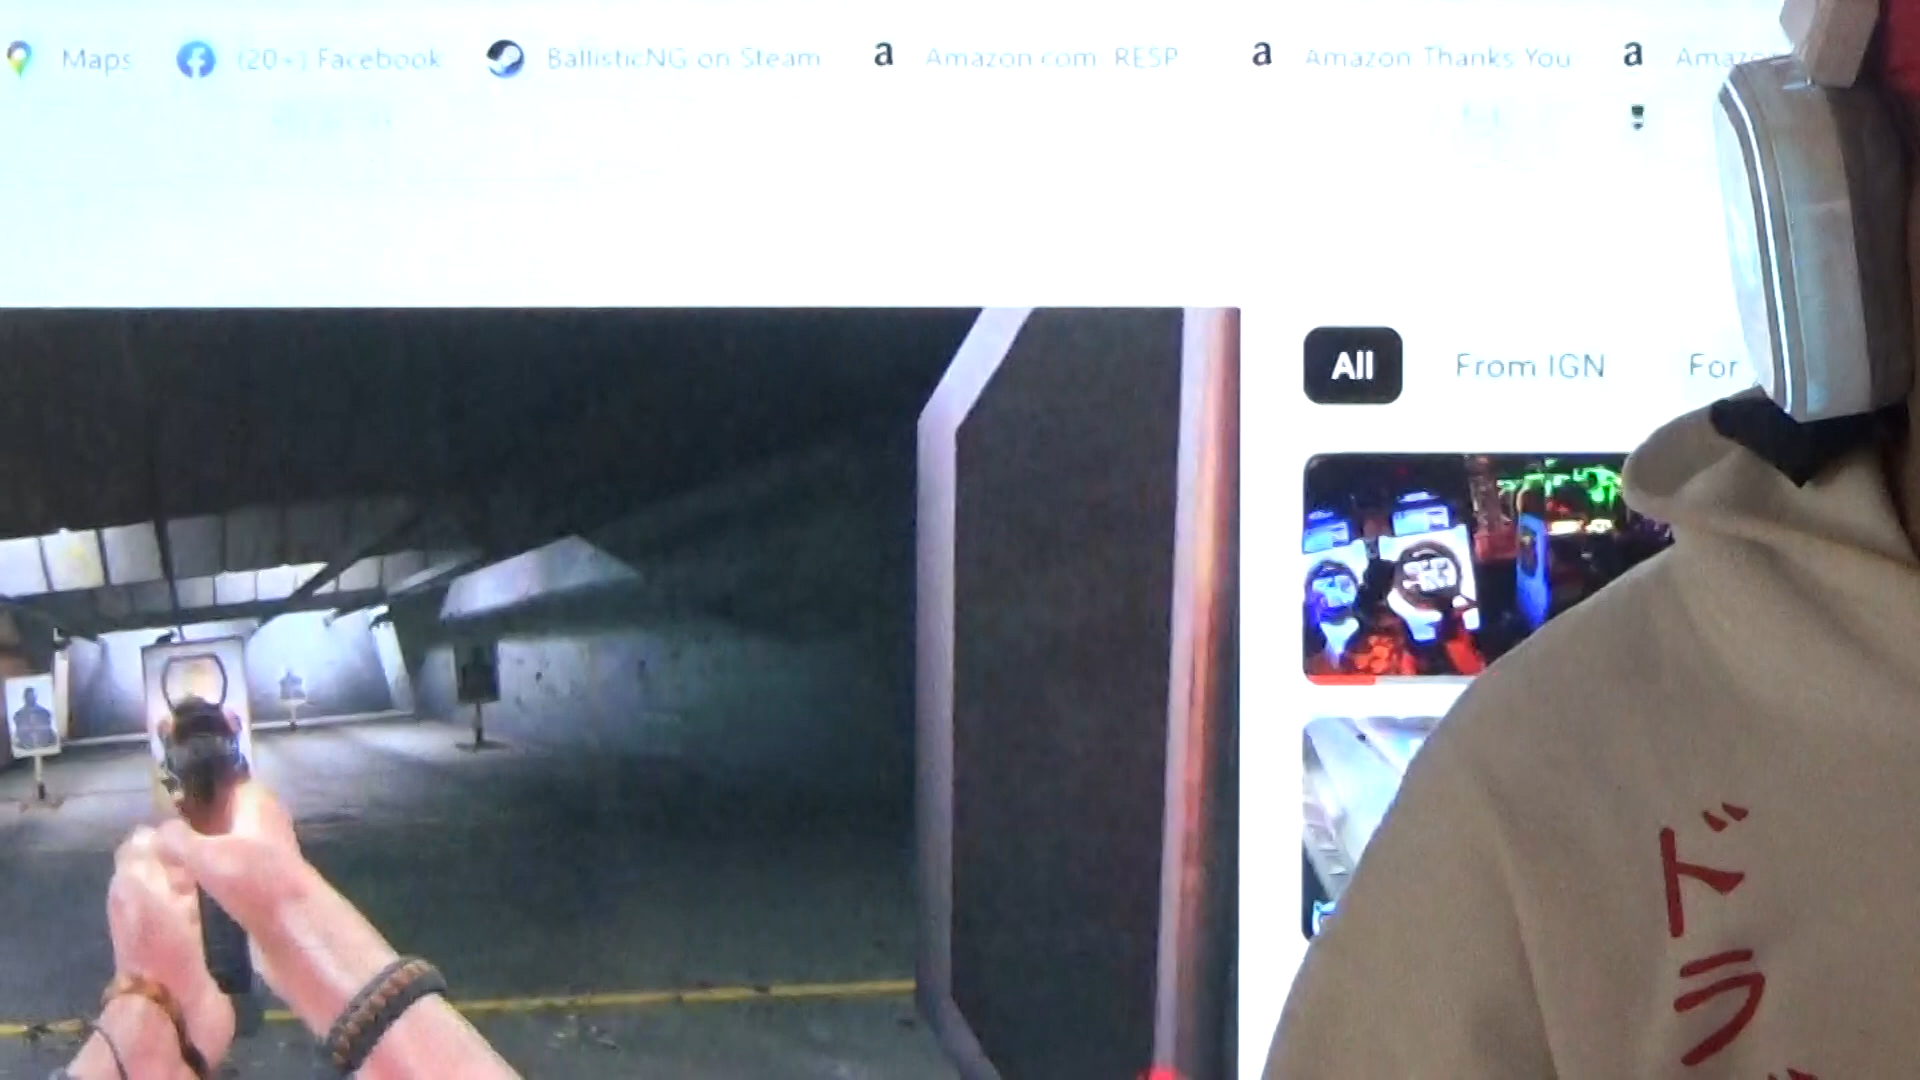 Maps (20+) Facebook BallisticNG on Steam a Amazon.com: RESP a Amazon Thanks You a
All From IGN For
ドラ